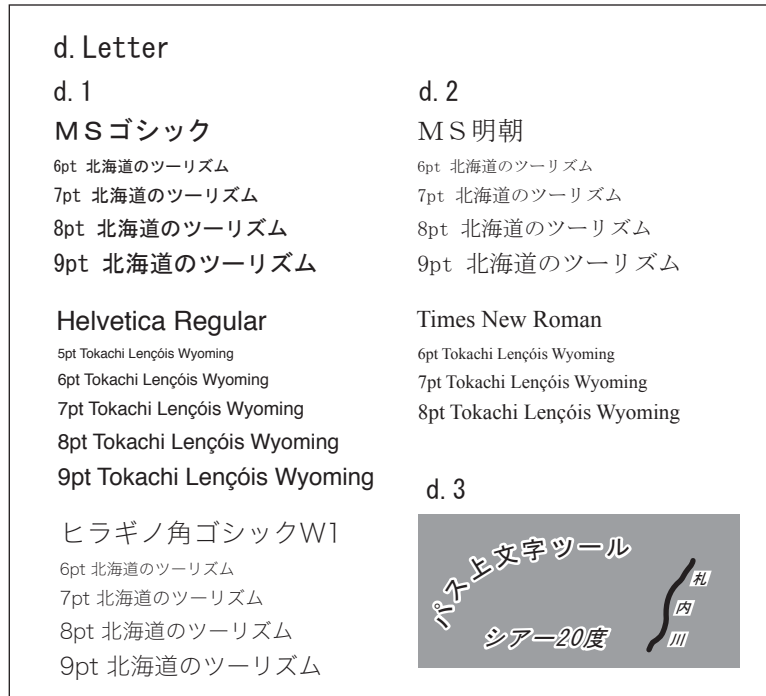 d. Letter
d. 1
ＭＳゴシック
6pt 北海道のツーリズム
7pt 北海道のツーリズム
8pt 北海道のツーリズム
9pt 北海道のツーリズム
Helvetica Regular
5pt Tokachi Lençóis Wyoming
6pt Tokachi Lençóis Wyoming
7pt Tokachi Lençóis Wyoming
8pt Tokachi Lençóis Wyoming
9pt Tokachi Lençóis Wyoming
ヒラギノ角ゴシックW1
6pt 北海道のツーリズム
7pt 北海道のツーリズム
8pt 北海道のツーリズム
9pt 北海道のツーリズム
d. 2
ＭＳ明朝
6pt 北海道のツーリズム
7pt 北海道のツーリズム
8pt 北海道のツーリズム
9pt 北海道のツーリズム
Times New Roman
6pt Tokachi Lençóis Wyoming
7pt Tokachi Lençóis Wyoming
8pt Tokachi Lençóis Wyoming
d. 3
パス上文字ツール
シアー20度
札内川